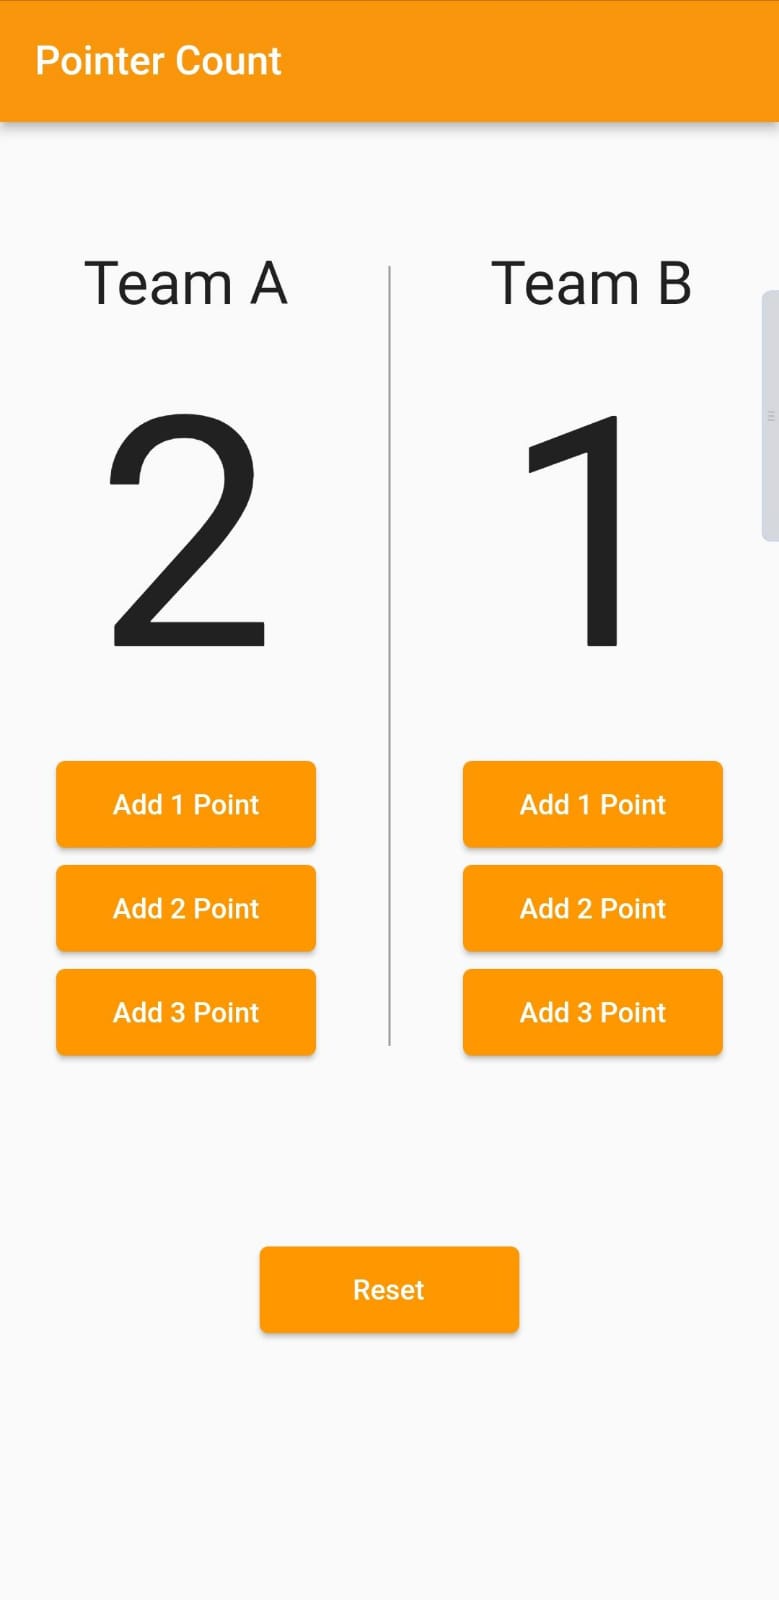 Pointer Count
Team A
2
Add 1 Point
Add 2 Point
Add 3 Point
Team B
1
Add 1 Point
Add 2 Point
Add 3 Point
Reset